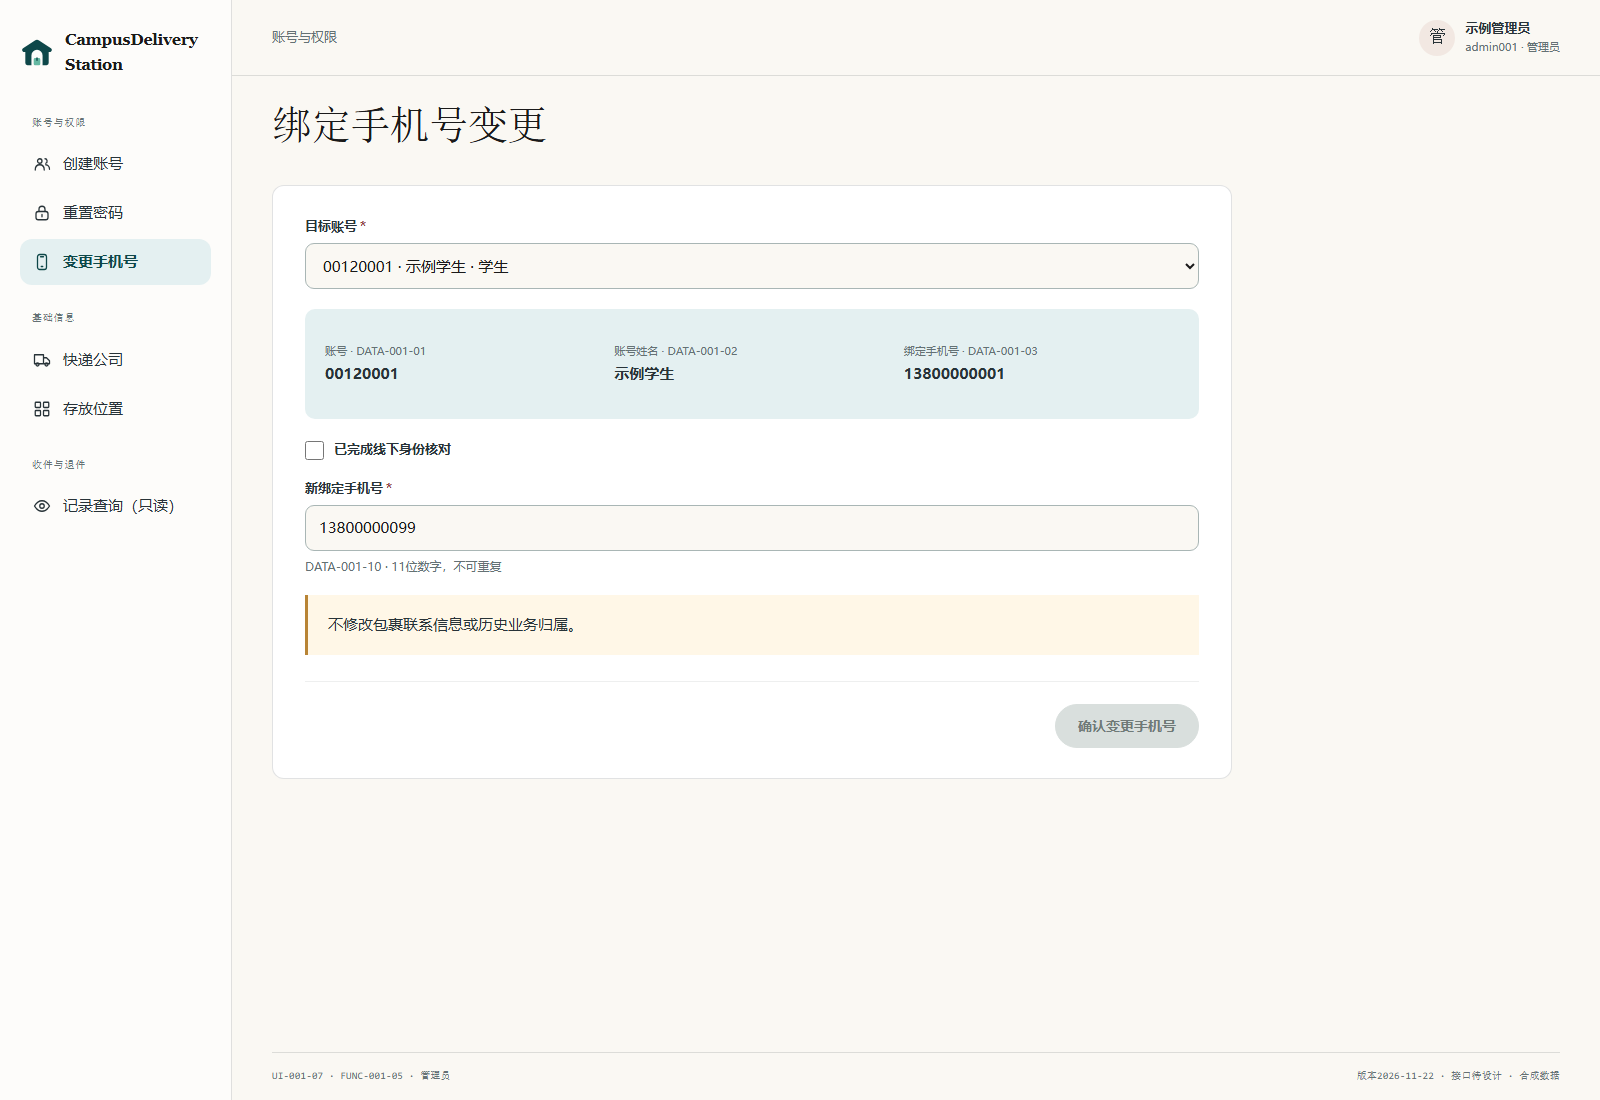 CampusDelivery
Station
账号与权限
创建账号
重置密码
变更手机号
基础信息
快递公司
存放位置
收件与退件
记录查询（只读）
账号与权限
管
示例管理员
admin001 · 管理员
绑定手机号变更
目标账号 *
00120001 · 示例学生 · 学生
账号 · DATA-001-01
00120001
账号姓名 · DATA-001-02
示例学生
绑定手机号 · DATA-001-03
13800000001
已完成线下身份核对
新绑定手机号 *
13800000099
DATA-001-10 · 11位数字，不可重复
不修改包裹联系信息或历史业务归属。
确认变更手机号
UI-001-07 · FUNC-001-05 · 管理员
版本2026-11-22 · 接口待设计 · 合成数据